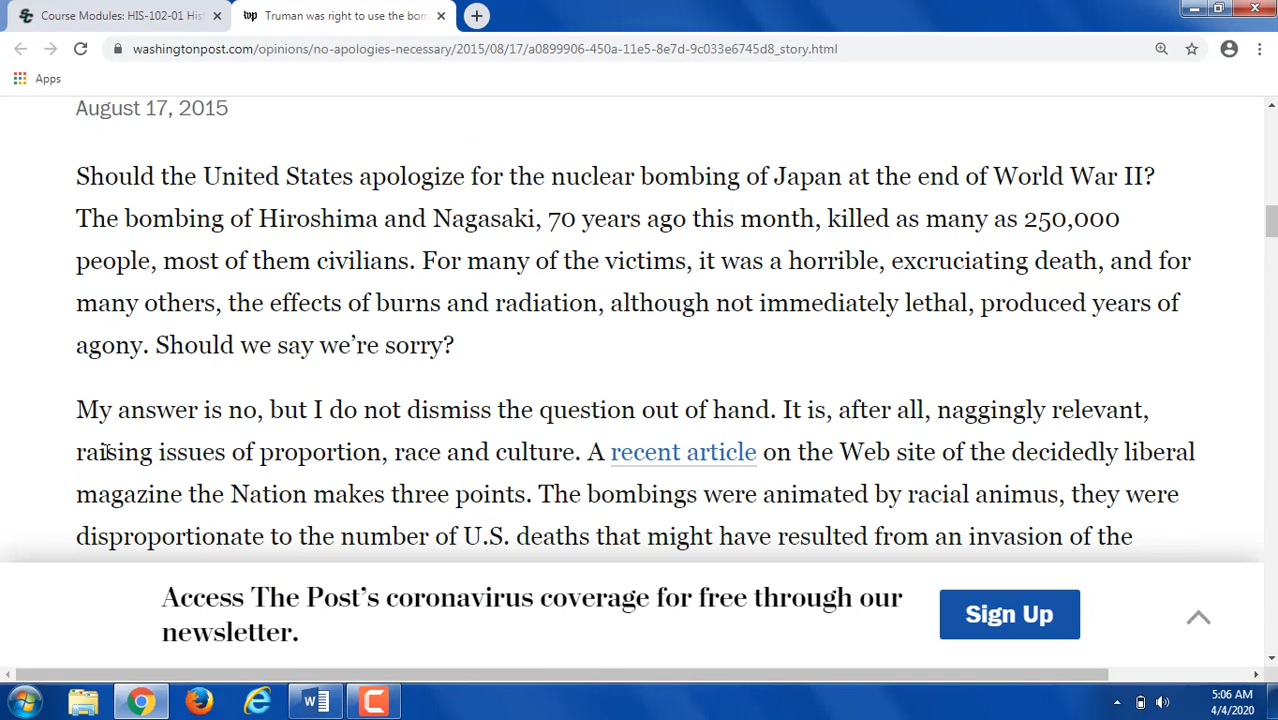 Course Modules: HIS-102-01 His
Truman was right to use the bom
washingtonpost.com/opinions/no-apologies-necessary/2015/08/17/a0899906-450a-11e5-8e7d-9c033e6745d8_story.html
Apps
August 17, 2015
Should the United States apologize for the nuclear bombing of Japan at the end of World War II?
The bombing of Hiroshima and Nagasaki, 70 years ago this month, killed as many as 250,000
people, most of them civilians. For many of the victims, it was a horrible, excruciating death, and for
many others, the effects of burns and radiation, although not immediately lethal, produced years of
agony. Should we say we're sorry?
My answer is no, but I do not dismiss the question out of hand. It is, after all, naggingly relevant,
raising issues of proportion, race and culture. A recent article on the Web site of the decidedly liberal
magazine the Nation makes three points. The bombings were animated by racial animus, they were
disproportionate to the number of U.S. deaths that might have resulted from an invasion of the
Access The Post's coronavirus coverage for free through our
newsletter.
Sign Up
5:06 AM
4/4/2020